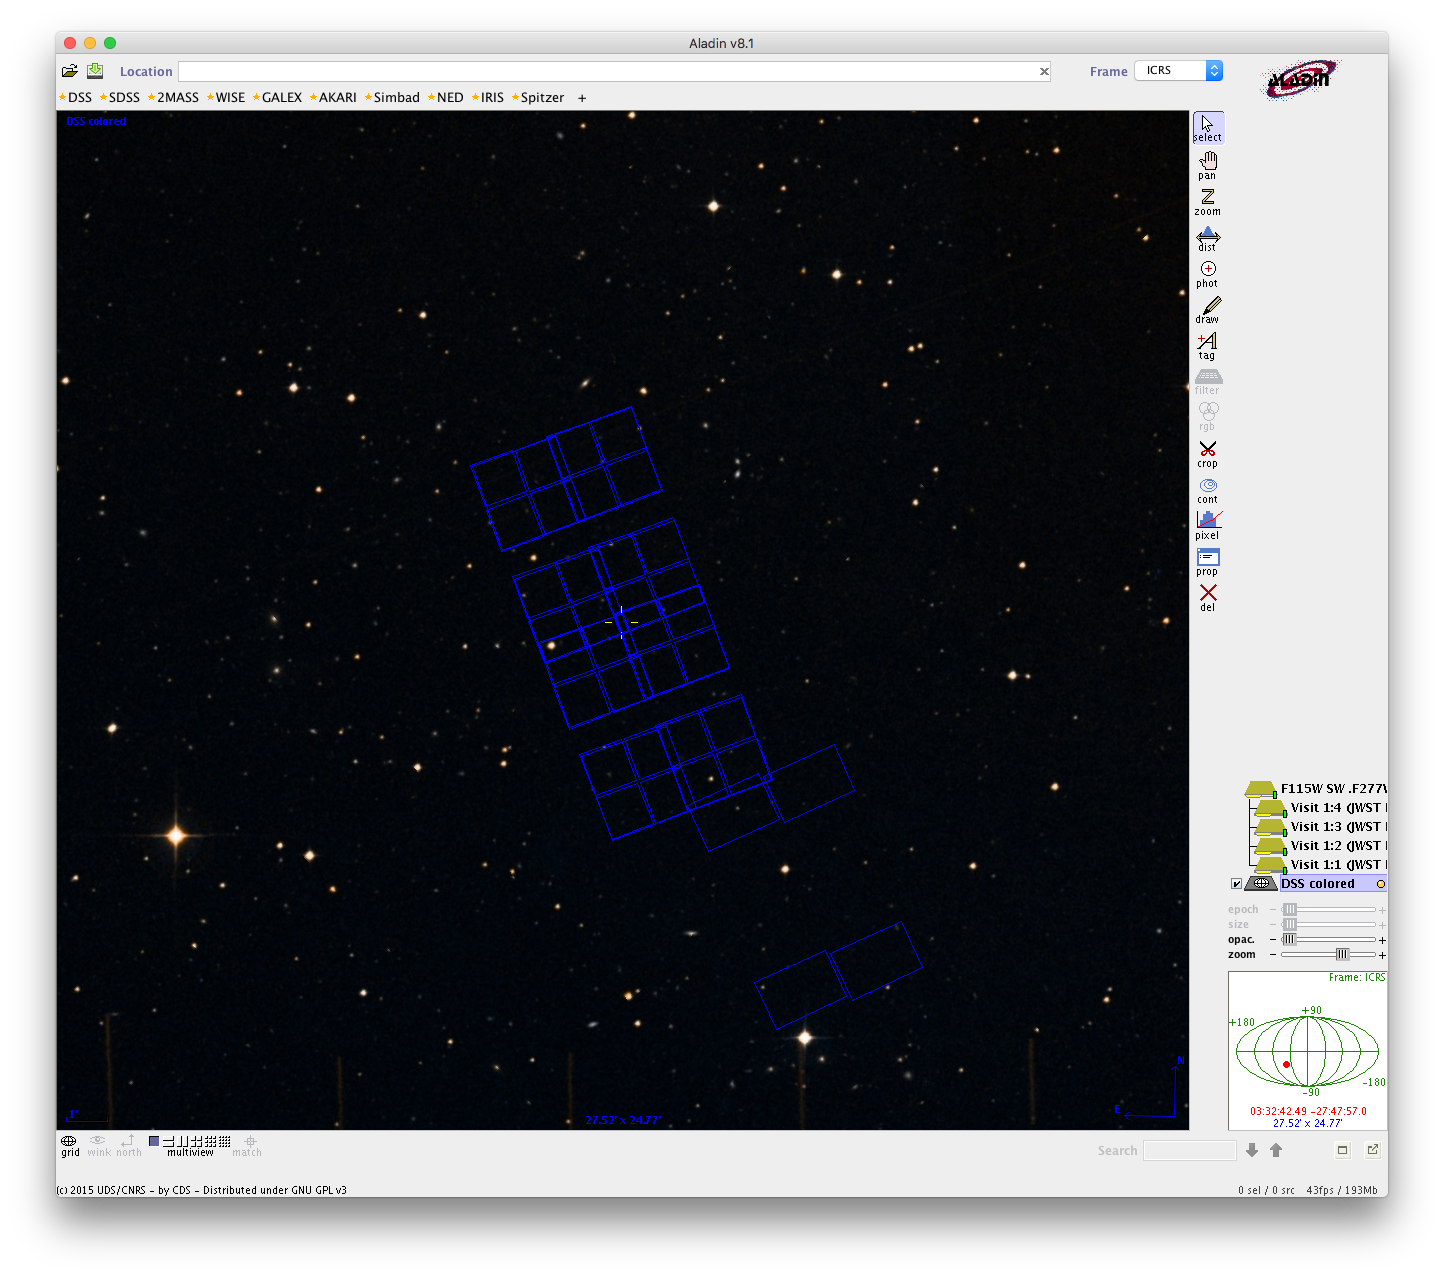 Aladin v8.1
Location
Frame ICRS
ALADIN
DSS SDSS 2MASS WISE GALEX AKARI Simbad NED IRIS Spitzer +
DSS colored
select
pan
zoom
dist
phot
draw
tag
filter
rgb
crop
cont
pixel
prop
del
F115W SW .F277W
Visit 1:4 (JWST
Visit 1:3 (JWST
Visit 1:2 (JWST
Visit 1:1 (JWST
DSS colored
epoch - +
size - +
opac. - +
zoom - +
Frame: ICRS
+90
+180
-180
-90
03:32:42.49 -27:47:57.0
27.52' x 24.77'
N
E
1'
27.52' x 24.77'
grid wink north multiview match
Search
(c) 2015 UDS/CNRS - by CDS - Distributed under GNU GPL v3
0 sel / 0 src 43fps / 193Mb